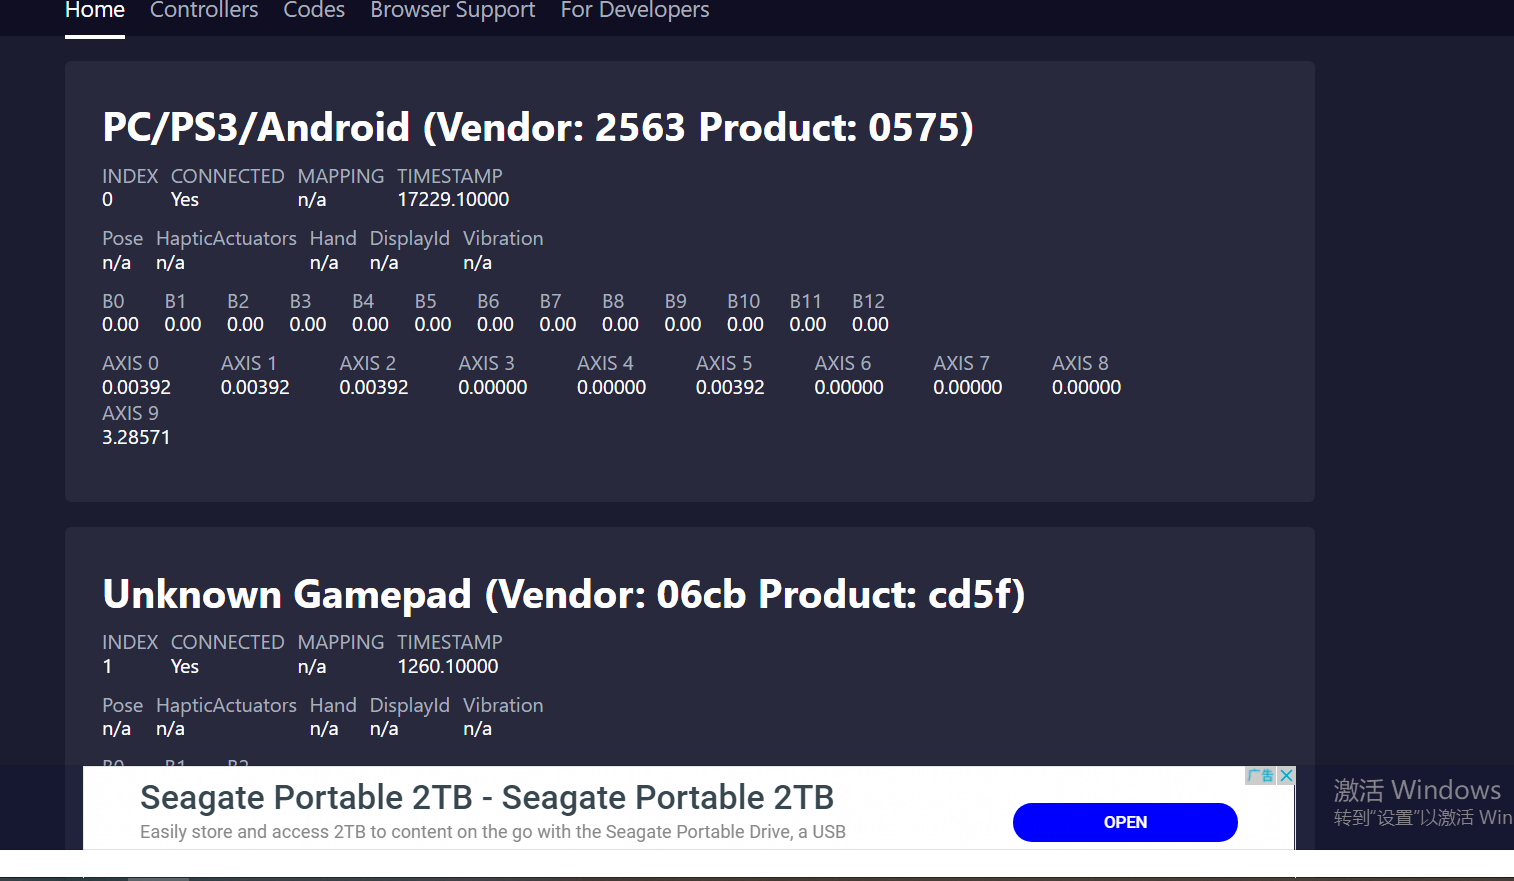 Home Controllers Codes Browser Support For Developers
PC/PS3/Android (Vendor: 2563 Product: 0575)
INDEX CONNECTED MAPPING TIMESTAMP
0 Yes n/a 17229.10000
Pose HapticActuators Hand DisplayId Vibration
n/a n/a n/a n/a n/a
B0 B1 B2 B3 B4 B5 B6 B7 B8 B9 B10 B11 B12
0.00 0.00 0.00 0.00 0.00 0.00 0.00 0.00 0.00 0.00 0.00 0.00 0.00
AXIS 0 AXIS 1 AXIS 2 AXIS 3 AXIS 4 AXIS 5 AXIS 6 AXIS 7 AXIS 8
0.00392 0.00392 0.00392 0.00000 0.00000 0.00392 0.00000 0.00000 0.00000
AXIS 9
3.28571
Unknown Gamepad (Vendor: 06cb Product: cd5f)
INDEX CONNECTED MAPPING TIMESTAMP
1 Yes n/a 1260.10000
Pose HapticActuators Hand DisplayId Vibration
n/a n/a n/a n/a n/a
B0 B1 B2
广告
Seagate Portable 2TB - Seagate Portable 2TB
Easily store and access 2TB to content on the go with the Seagate Portable Drive, a USB
OPEN
激活 Windows
转到"设置"以激活 Win